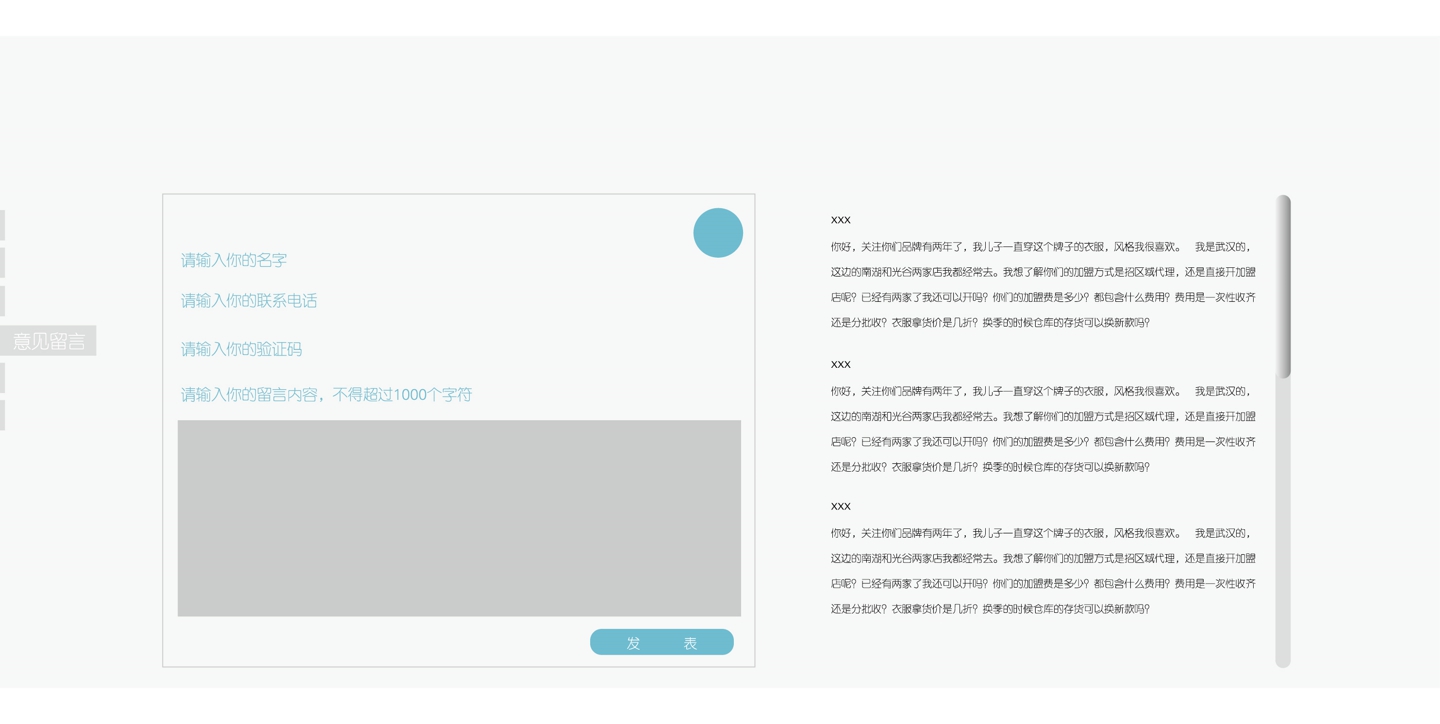 意见留言
请输入你的名字
请输入你的联系电话
请输入你的验证码
请输入你的留言内容，不得超过1000个字符
发 表
xxx
你好，关注你们品牌有两年了，我儿子一直穿这个牌子的衣服，风格我很喜欢。 我是武汉的，
这边的南湖和光谷两家店我都经常去。我想了解你们的加盟方式是招区域代理，还是直接开加盟
店呢？已经有两家了我还可以开吗？你们的加盟费是多少？都包含什么费用？费用是一次性收齐
还是分批收？衣服拿货价是几折？换季的时候仓库的存货可以换新款吗？
xxx
你好，关注你们品牌有两年了，我儿子一直穿这个牌子的衣服，风格我很喜欢。 我是武汉的，
这边的南湖和光谷两家店我都经常去。我想了解你们的加盟方式是招区域代理，还是直接开加盟
店呢？已经有两家了我还可以开吗？你们的加盟费是多少？都包含什么费用？费用是一次性收齐
还是分批收？衣服拿货价是几折？换季的时候仓库的存货可以换新款吗？
xxx
你好，关注你们品牌有两年了，我儿子一直穿这个牌子的衣服，风格我很喜欢。 我是武汉的，
这边的南湖和光谷两家店我都经常去。我想了解你们的加盟方式是招区域代理，还是直接开加盟
店呢？已经有两家了我还可以开吗？你们的加盟费是多少？都包含什么费用？费用是一次性收齐
还是分批收？衣服拿货价是几折？换季的时候仓库的存货可以换新款吗？